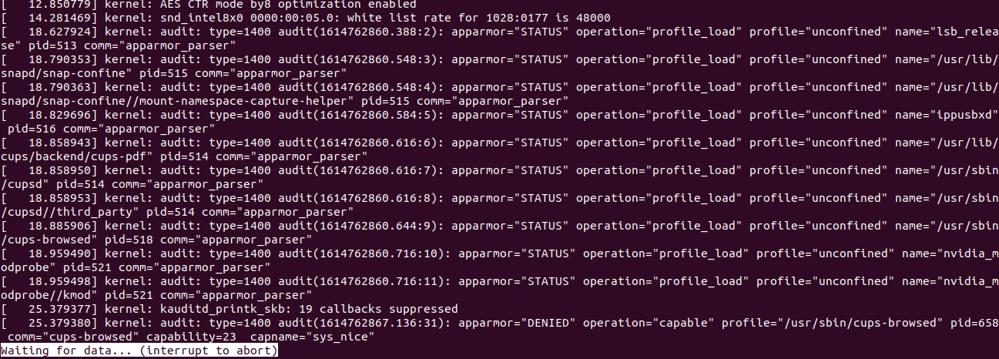 [   12.850779] kernel: AES CTR mode by8 optimization enabled
[   14.281469] kernel: snd_intel8x0 0000:00:05.0: white list rate for 1028:0177 is 48000
[   18.627924] kernel: audit: type=1400 audit(1614762860.388:2): apparmor="STATUS" operation="profile_load" profile="unconfined" name="lsb_relea
se" pid=513 comm="apparmor_parser"
[   18.790353] kernel: audit: type=1400 audit(1614762860.548:3): apparmor="STATUS" operation="profile_load" profile="unconfined" name="/usr/lib/
snapd/snap-confine" pid=515 comm="apparmor_parser"
[   18.790363] kernel: audit: type=1400 audit(1614762860.548:4): apparmor="STATUS" operation="profile_load" profile="unconfined" name="/usr/lib/
snapd/snap-confine//mount-namespace-capture-helper" pid=515 comm="apparmor_parser"
[   18.829696] kernel: audit: type=1400 audit(1614762860.584:5): apparmor="STATUS" operation="profile_load" profile="unconfined" name="ippusbxd"
 pid=516 comm="apparmor_parser"
[   18.858943] kernel: audit: type=1400 audit(1614762860.616:6): apparmor="STATUS" operation="profile_load" profile="unconfined" name="/usr/lib/
cups/backend/cups-pdf" pid=514 comm="apparmor_parser"
[   18.858950] kernel: audit: type=1400 audit(1614762860.616:7): apparmor="STATUS" operation="profile_load" profile="unconfined" name="/usr/sbin
/cupsd" pid=514 comm="apparmor_parser"
[   18.858953] kernel: audit: type=1400 audit(1614762860.616:8): apparmor="STATUS" operation="profile_load" profile="unconfined" name="/usr/sbin
/cupsd//third_party" pid=514 comm="apparmor_parser"
[   18.885906] kernel: audit: type=1400 audit(1614762860.644:9): apparmor="STATUS" operation="profile_load" profile="unconfined" name="/usr/sbin
/cups-browsed" pid=518 comm="apparmor_parser"
[   18.959490] kernel: audit: type=1400 audit(1614762860.716:10): apparmor="STATUS" operation="profile_load" profile="unconfined" name="nvidia_m
odprobe" pid=521 comm="apparmor_parser"
[   18.959498] kernel: audit: type=1400 audit(1614762860.716:11): apparmor="STATUS" operation="profile_load" profile="unconfined" name="nvidia_m
odprobe//kmod" pid=521 comm="apparmor_parser"
[   25.379377] kernel: kauditd_printk_skb: 19 callbacks suppressed
[   25.379380] kernel: audit: type=1400 audit(1614762867.136:31): apparmor="DENIED" operation="capable" profile="/usr/sbin/cups-browsed" pid=658
 comm="cups-browsed" capability=23  capname="sys_nice"
Waiting for data... (interrupt to abort)